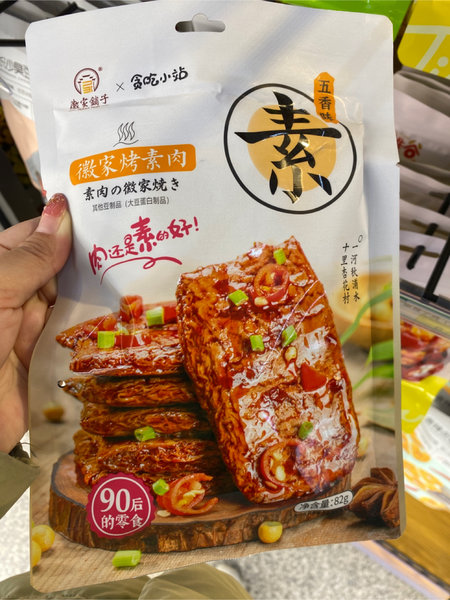 徽家铺子
×
贪吃小站
五香味
素
徽家烤素肉
素肉の徽家焼き
其他豆制品（大豆蛋白制品）
肉还是素的好！
一河秋滴水
十里杏花村
90后
的零食
净含量:82g